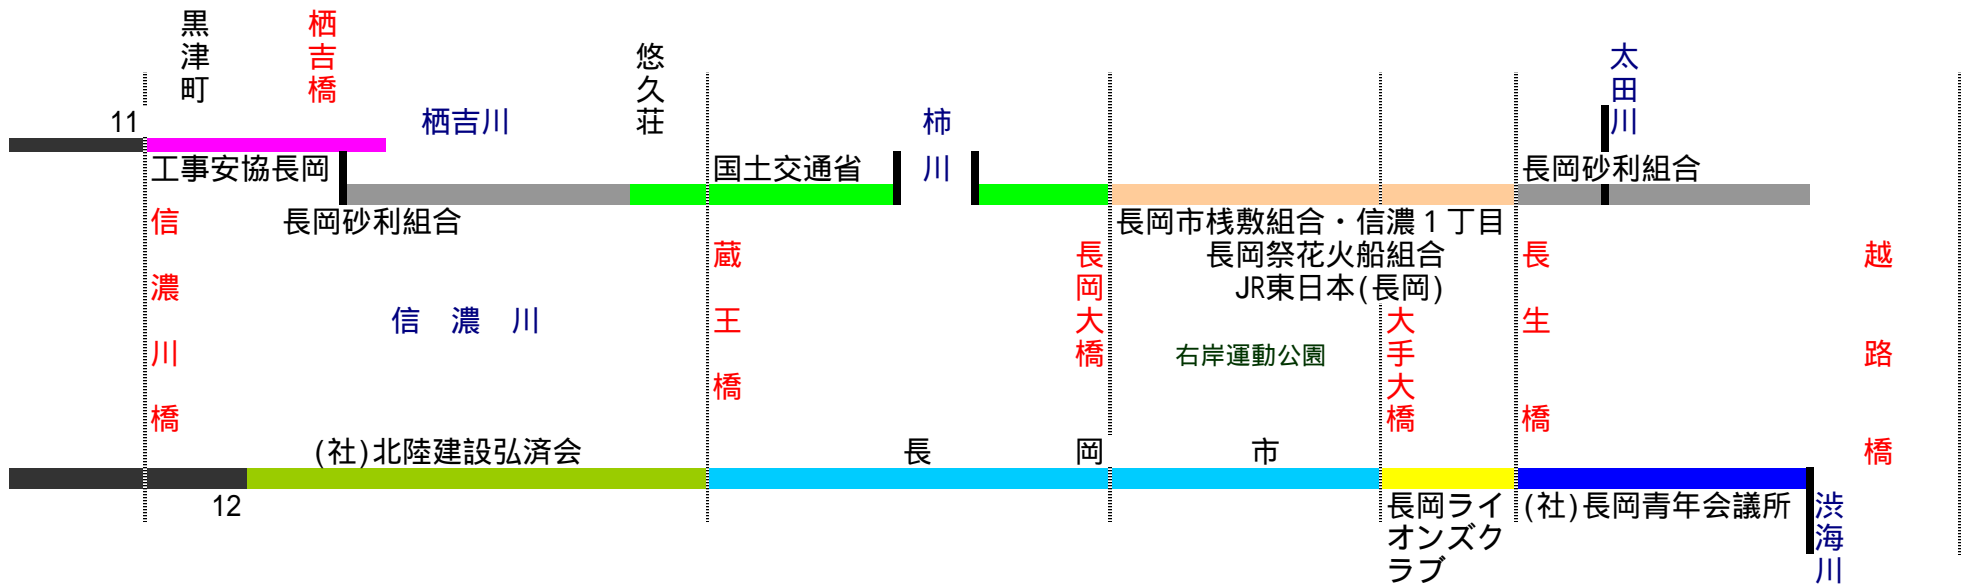 黒津町
栖吉橋
悠久荘
太田川
11
栖吉川
柿川
工事安協長岡
国土交通省
長岡砂利組合
長岡砂利組合
長岡市桟敷組合・信濃1丁目
長岡祭花火船組合
JR東日本(長岡)
信濃川橋
信濃川
蔵王橋
長岡大橋
右岸運動公園
大手大橋
長生橋
越路橋
(社)北陸建設弘済会
長岡市
12
長岡ライ
オンズク
ラブ
(社)長岡青年会議所
渋海川